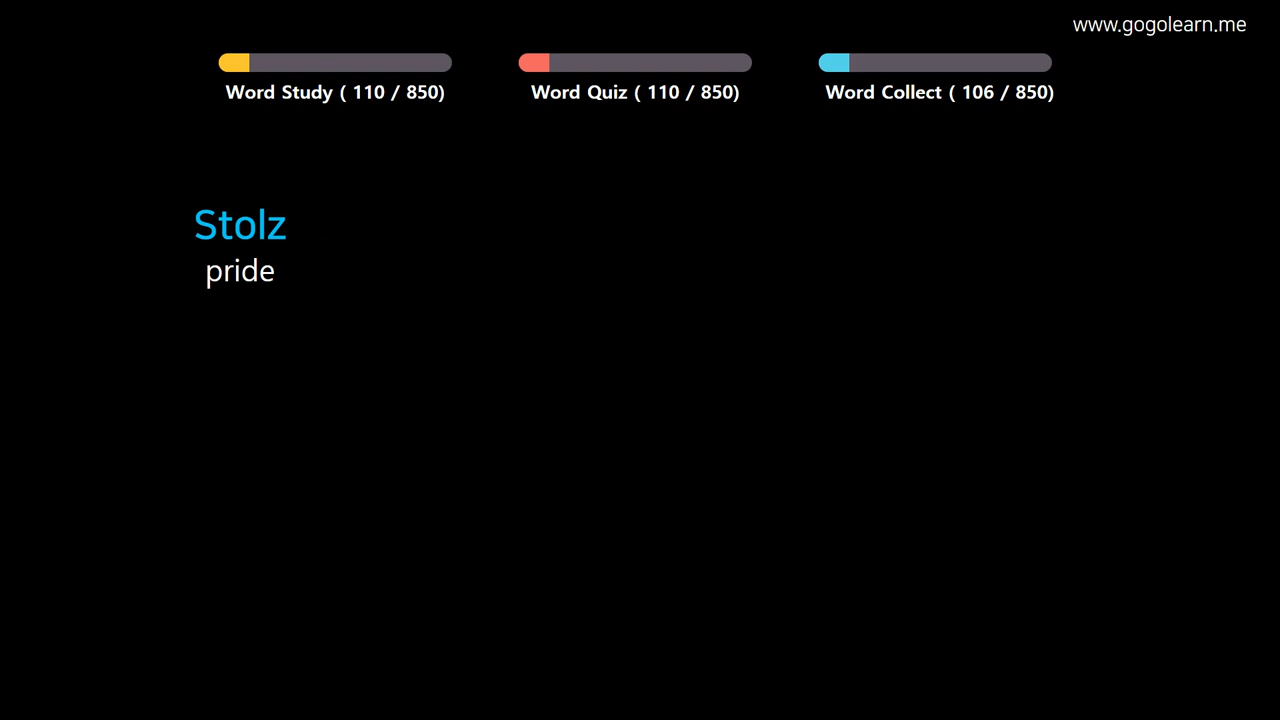 www.gogolearn.me
Word Study ( 110 / 850)
Word Quiz ( 110 / 850)
Word Collect ( 106 / 850)
Stolz
pride